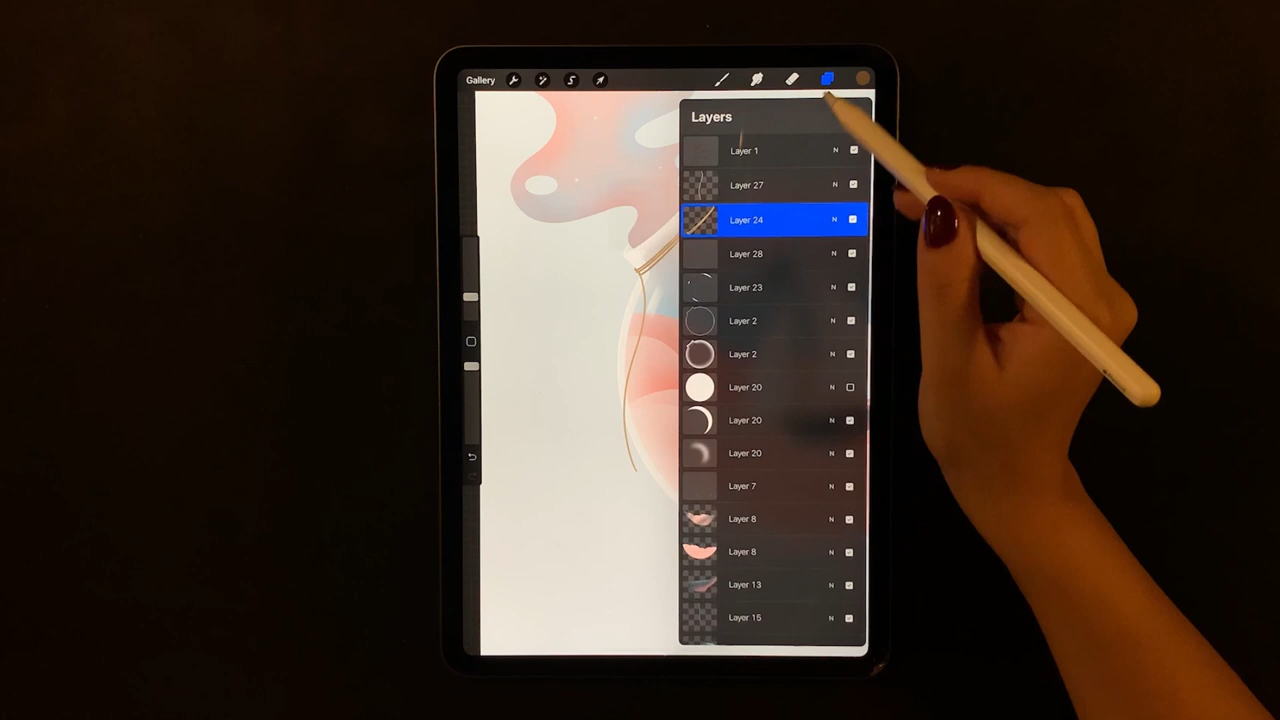 Gallery
Layers
Layer 1 N
Layer 27 N
Layer 24 N
Layer 28 N
Layer 23 N
Layer 2 N
Layer 2 N
Layer 20 N
Layer 20 N
Layer 20 N
Layer 7 N
Layer 8 N
Layer 8 N
Layer 13 N
Layer 15 N